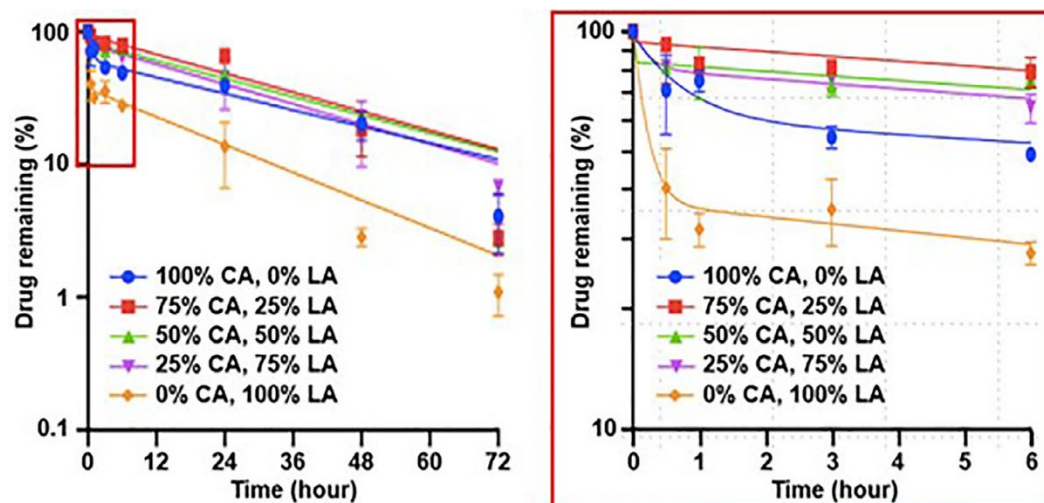 Drug remaining (%)
100
10
1
0.1
100% CA, 0% LA
75% CA, 25% LA
50% CA, 50% LA
25% CA, 75% LA
0% CA, 100% LA
0 12 24 36 48 60 72
Time (hour)
Drug remaining (%)
100
10
100% CA, 0% LA
75% CA, 25% LA
50% CA, 50% LA
25% CA, 75% LA
0% CA, 100% LA
0 1 2 3 4 5 6
Time (hour)